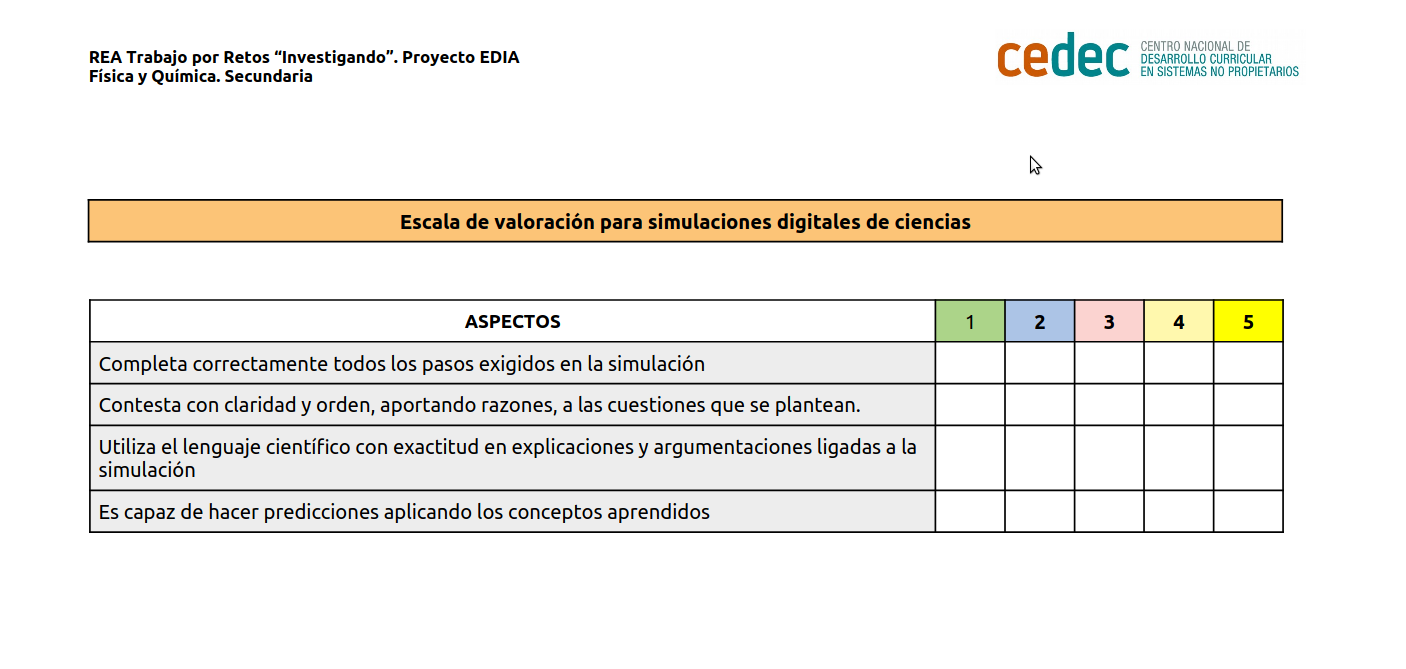 REA Trabajo por Retos “Investigando”. Proyecto EDIA
Física y Química. Secundaria
cedec
CENTRO NACIONAL DE
DESARROLLO CURRICULAR
EN SISTEMAS NO PROPIETARIOS
Escala de valoración para simulaciones digitales de ciencias
ASPECTOS 1 2 3 4 5
Completa correctamente todos los pasos exigidos en la simulación
Contesta con claridad y orden, aportando razones, a las cuestiones que se plantean.
Utiliza el lenguaje científico con exactitud en explicaciones y argumentaciones ligadas a la
simulación
Es capaz de hacer predicciones aplicando los conceptos aprendidos